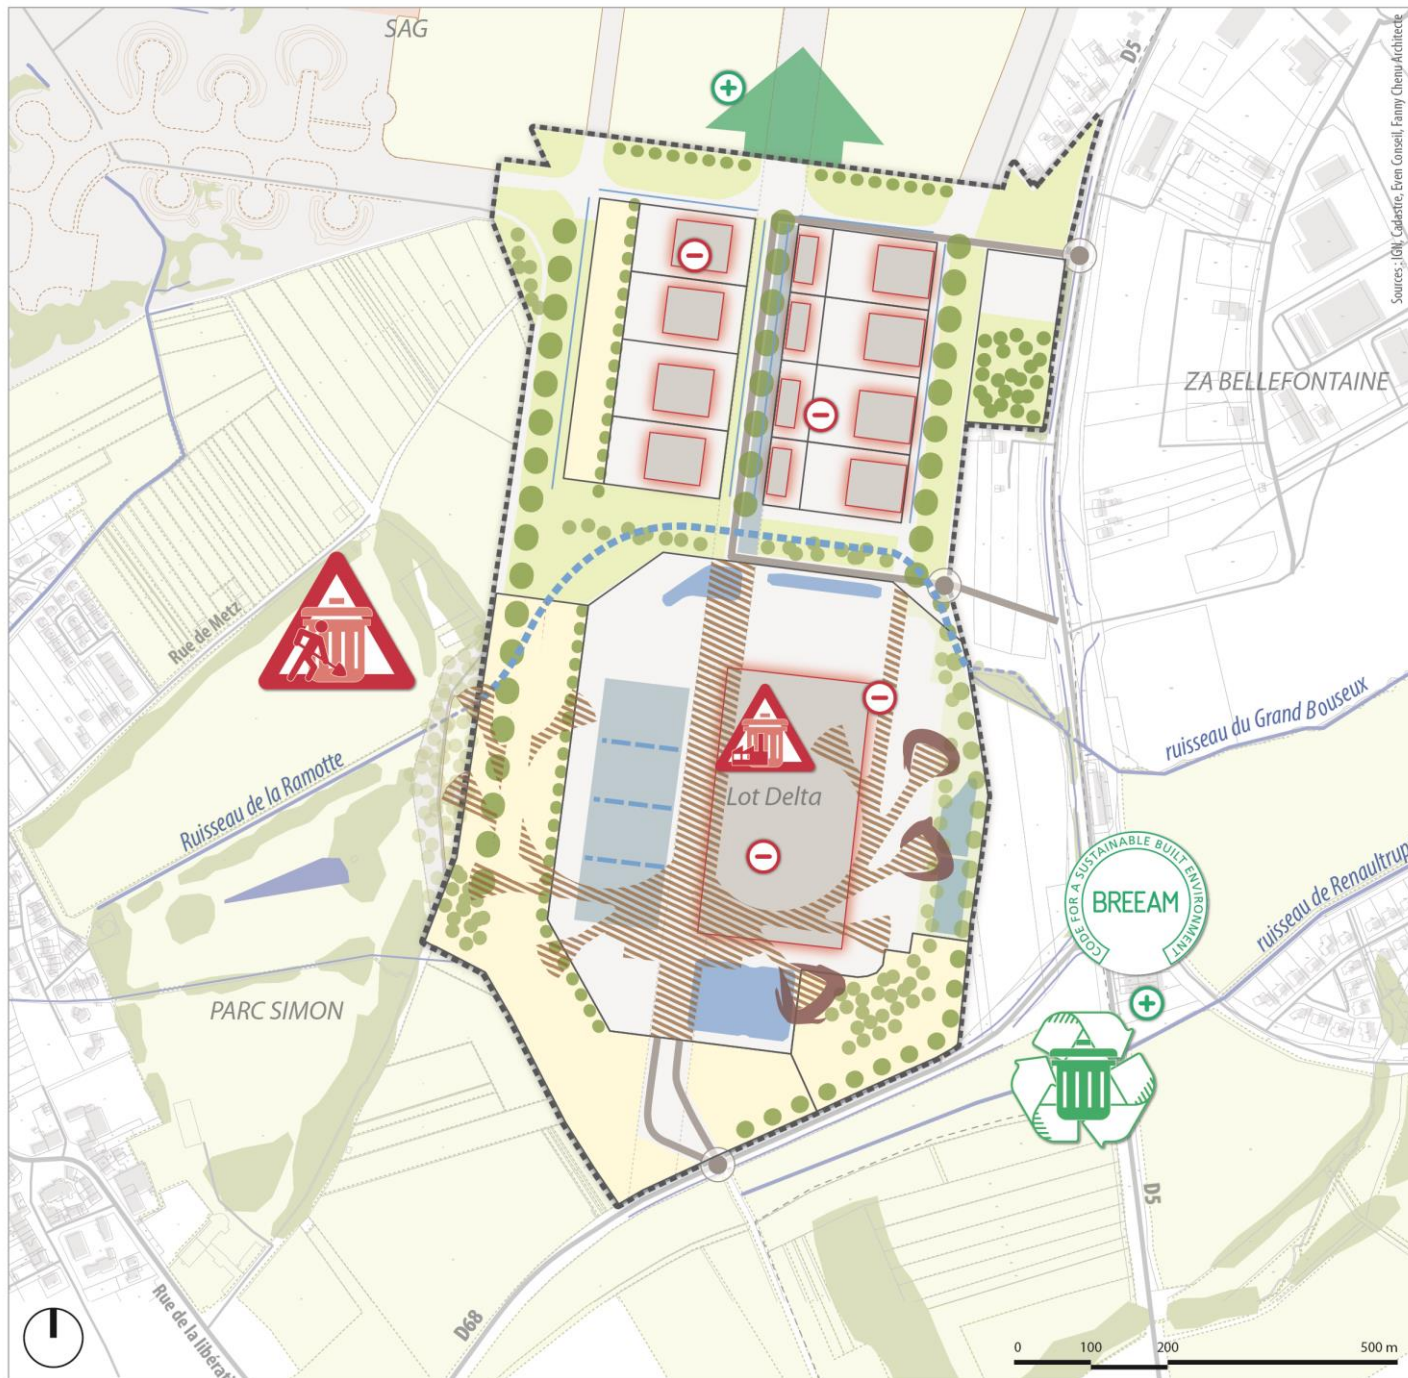 SAG
D5
Sources : IGN, Cadastre, Even Conseil, Fanny Chenu Architecte
ZA BELLEFONTAINE
Rue de Metz
Ruisseau de la Ramotte
ruisseau du Grand Bouseux
Lot Delta
CODE FOR A SUSTAINABLE BUILT ENVIRONMENT
BREEAM
ruisseau de Renaultrup
PARC SIMON
D5
Rue de la libérati
D68
0 100 200 500 m